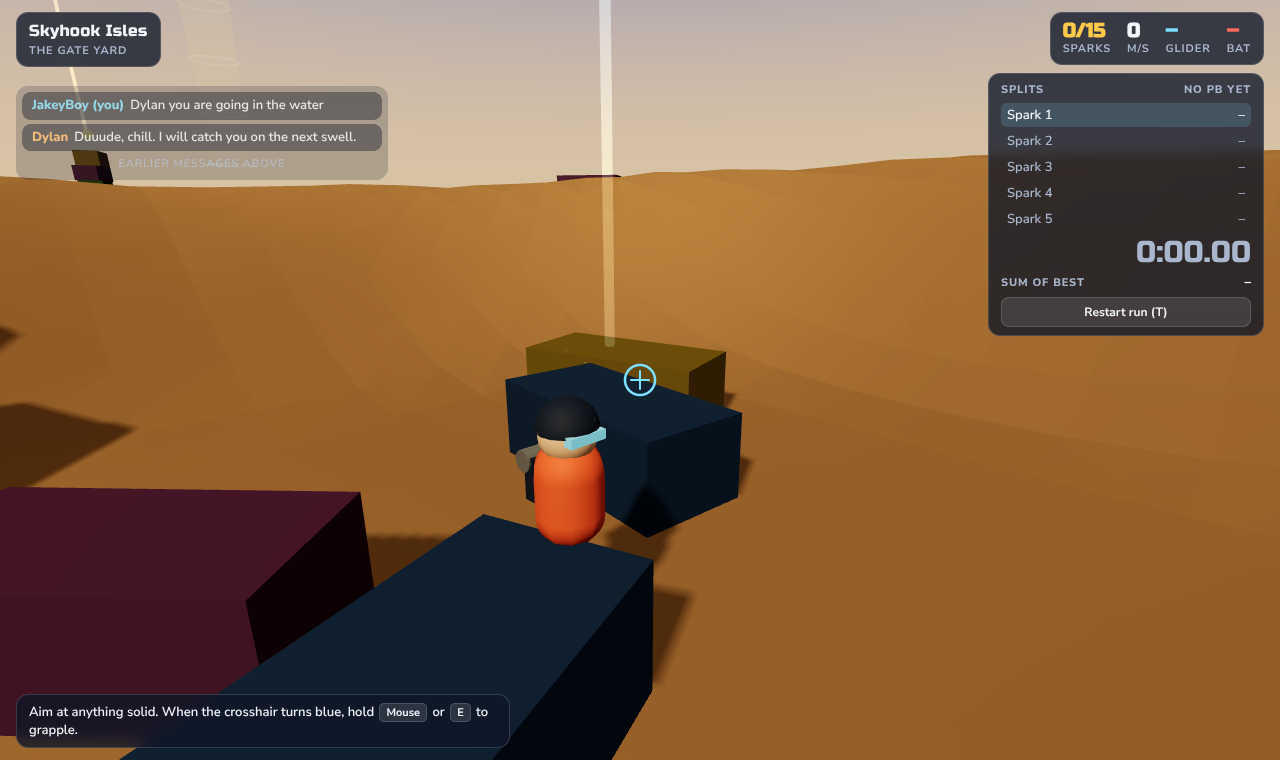 Skyhook Isles
THE GATE YARD
JakeyBoy (you) Dylan you are going in the water
Dylan Duuude, chill. I will catch you on the next swell.
EARLIER MESSAGES ABOVE
0/15 0 – –
SPARKS M/S GLIDER BAT
SPLITS NO PB YET
Spark 1 –
Spark 2 –
Spark 3 –
Spark 4 –
Spark 5 –
0:00.00
SUM OF BEST –
Restart run (T)
Aim at anything solid. When the crosshair turns blue, hold Mouse or E to
grapple.